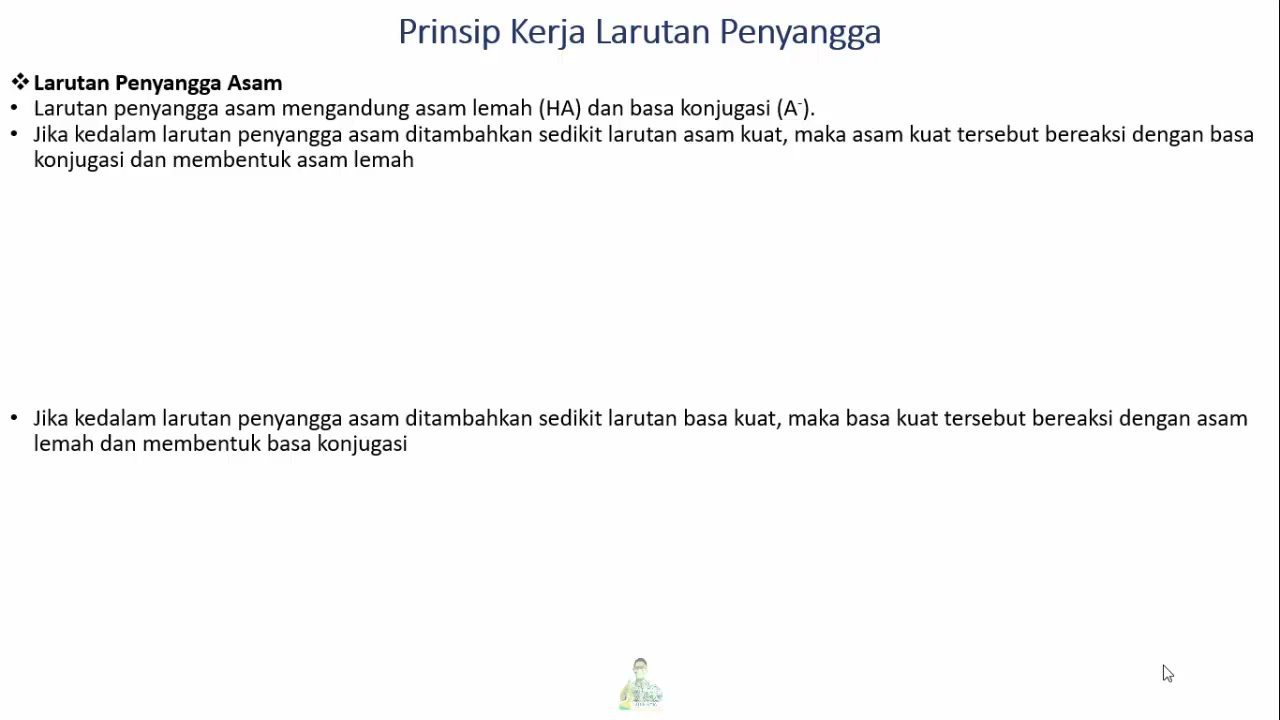 Prinsip Kerja Larutan Penyangga
❖ Larutan Penyangga Asam
• Larutan penyangga asam mengandung asam lemah (HA) dan basa konjugasi (A⁻).
• Jika kedalam larutan penyangga asam ditambahkan sedikit larutan asam kuat, maka asam kuat tersebut bereaksi dengan basa
konjugasi dan membentuk asam lemah
• Jika kedalam larutan penyangga asam ditambahkan sedikit larutan basa kuat, maka basa kuat tersebut bereaksi dengan asam
lemah dan membentuk basa konjugasi